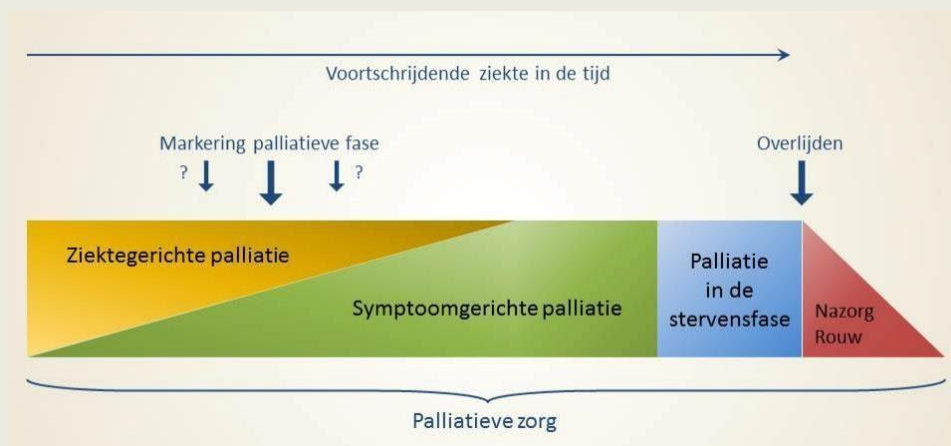 Voortschrijdende ziekte in de tijd
Markering palliatieve fase
Overlijden
? ?
Ziektegerichte palliatie
Symptoomgerichte palliatie
Palliatie
in de
stervensfase
Nazorg
Rouw
Palliatieve zorg